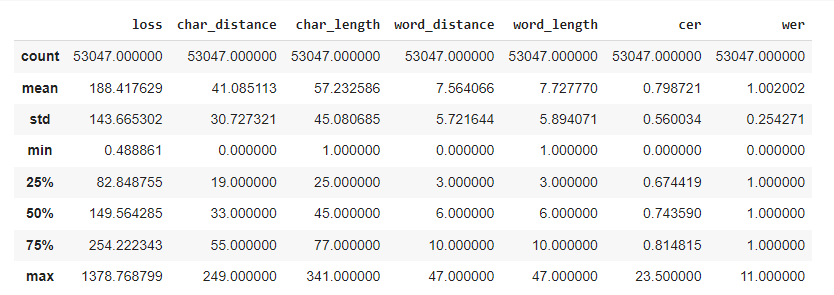 loss char_distance char_length word_distance word_length cer wer
count 53047.000000 53047.000000 53047.000000 53047.000000 53047.000000 53047.000000 53047.000000
mean 188.417629 41.085113 57.232586 7.564066 7.727770 0.798721 1.002002
std 143.665302 30.727321 45.080685 5.721644 5.894071 0.560034 0.254271
min 0.488861 0.000000 1.000000 0.000000 1.000000 0.000000 0.000000
25% 82.848755 19.000000 25.000000 3.000000 3.000000 0.674419 1.000000
50% 149.564285 33.000000 45.000000 6.000000 6.000000 0.743590 1.000000
75% 254.222343 55.000000 77.000000 10.000000 10.000000 0.814815 1.000000
max 1378.768799 249.000000 341.000000 47.000000 47.000000 23.500000 11.000000